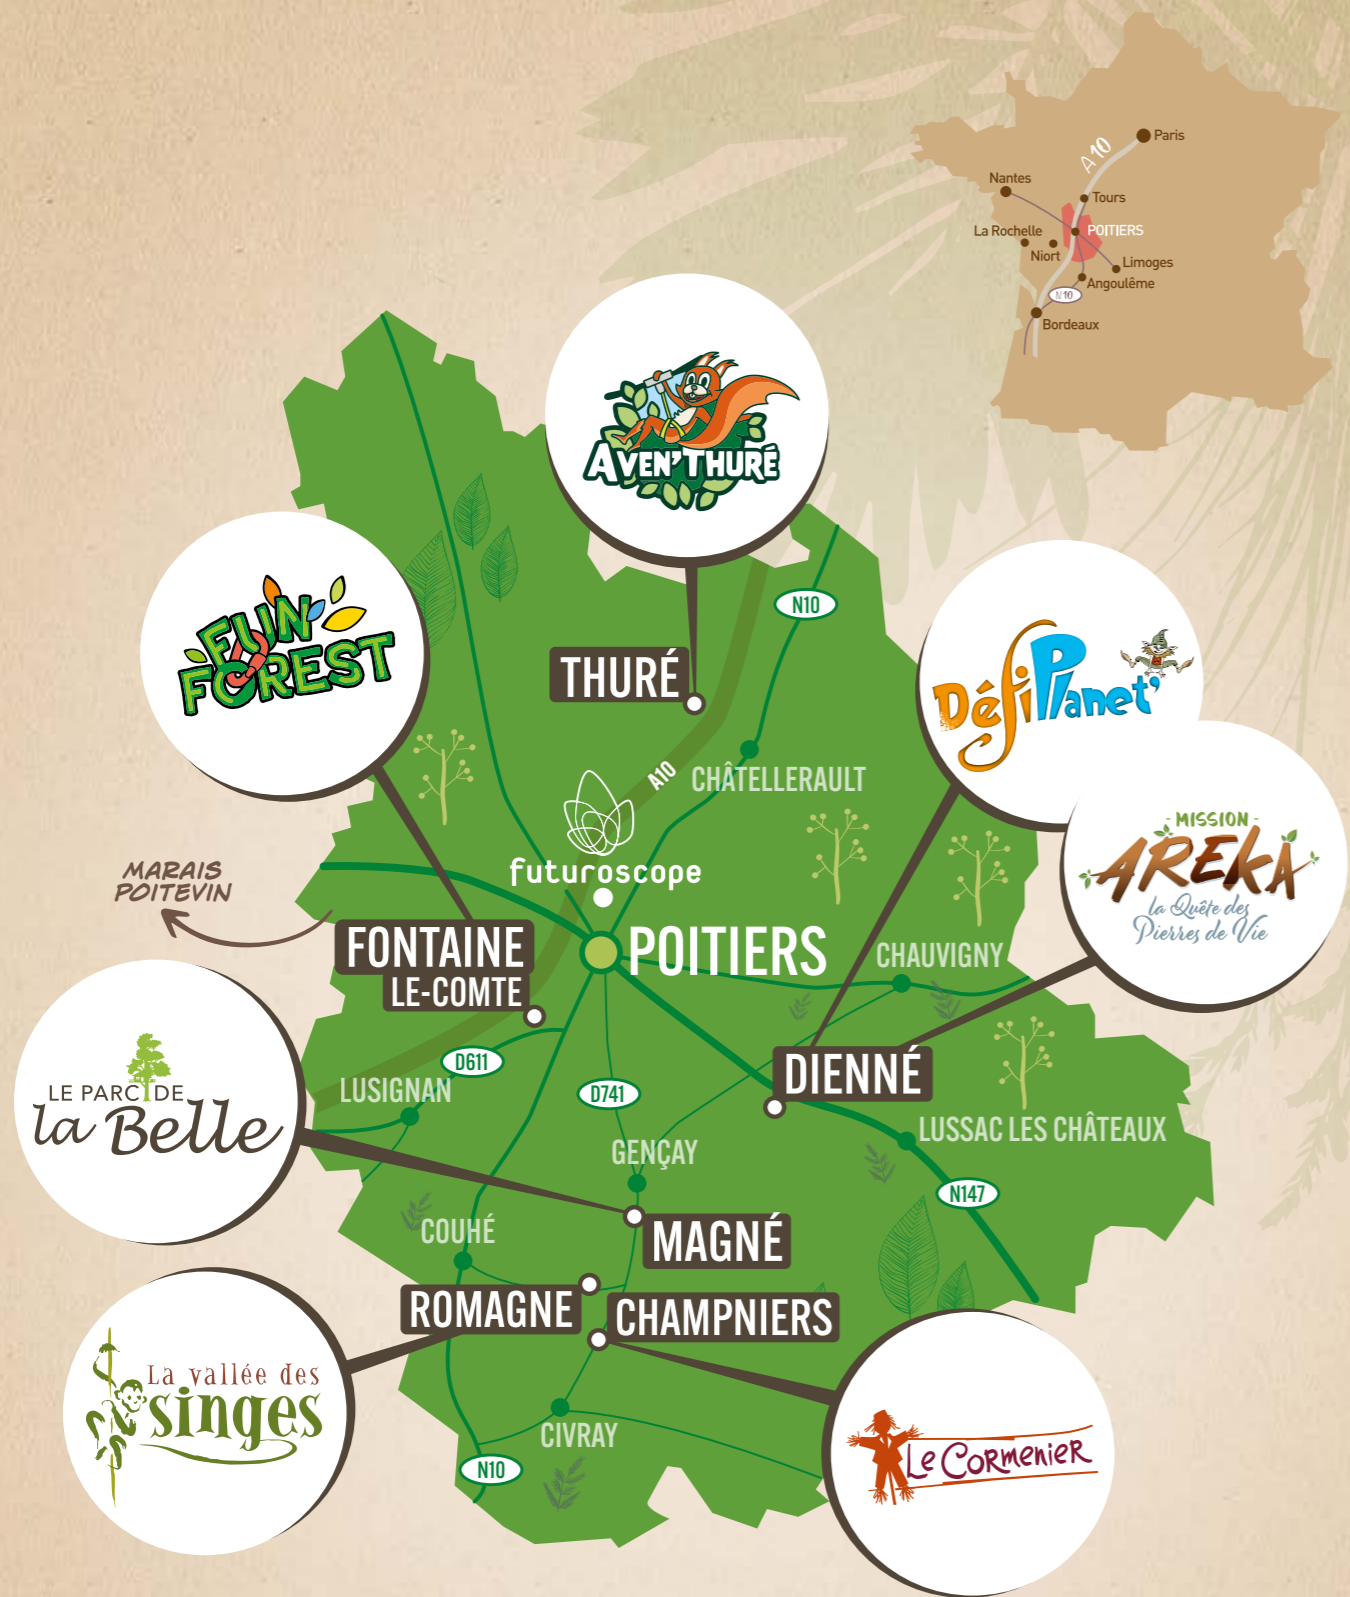 Paris
A10
Nantes
Tours
La Rochelle
POITIERS
Niort
Limoges
Angoulême
N10
Bordeaux
AVEN'THURÉ
FUN
FOREST
N10
DéfiPlanet'
THURÉ
A10
CHÂTELLERAULT
- MISSION -
AREKA
la Quête des
Pierres de Vie
futuroscope
MARAIS
POITEVIN
FONTAINE
LE-COMTE
POITIERS
CHAUVIGNY
D611
LUSIGNAN
D741
DIENNÉ
LE PARC DE
la Belle
LUSSAC LES CHÂTEAUX
GENÇAY
N147
COUHÉ
MAGNÉ
ROMAGNE
CHAMPNIERS
La vallée des
singes
CIVRAY
N10
Le Cormenier